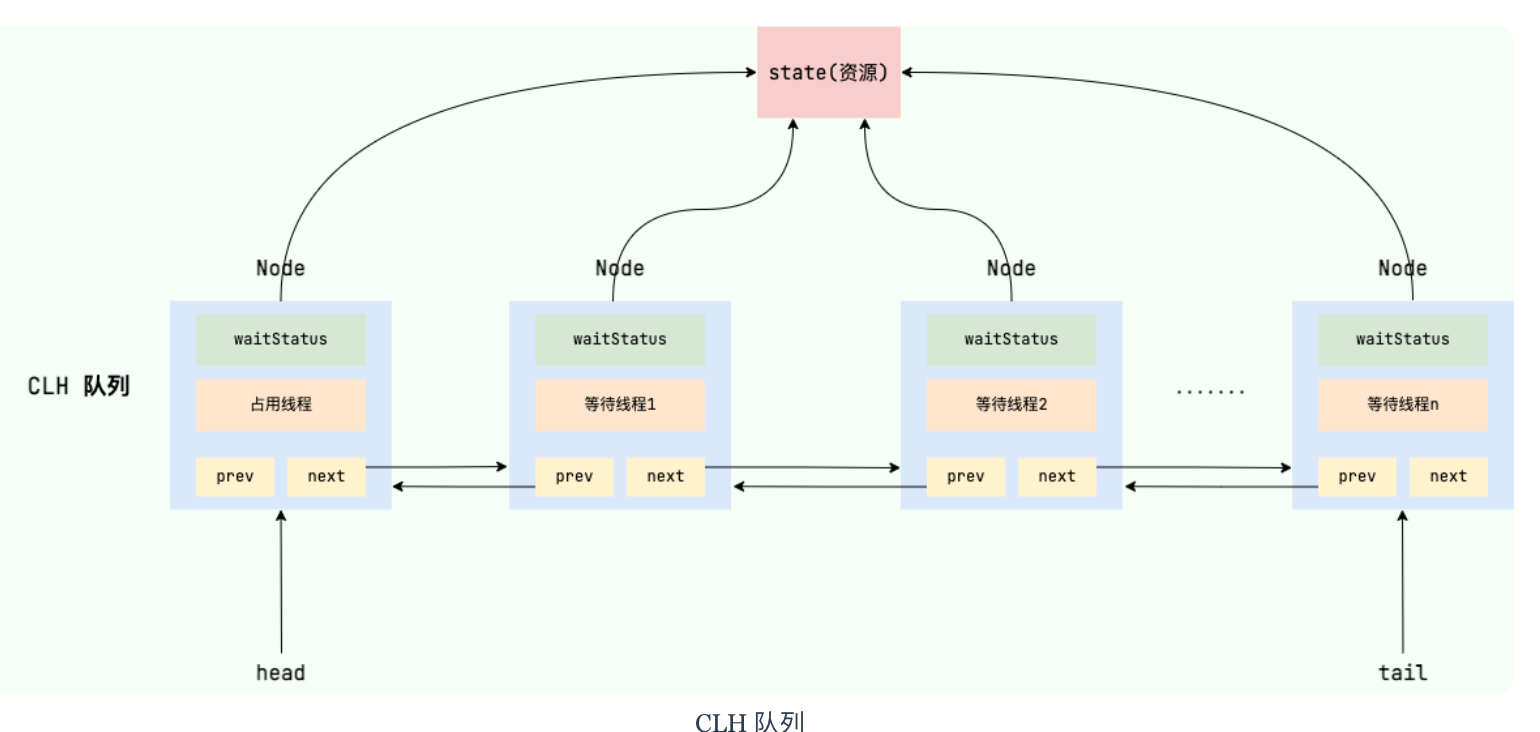 state(资源)
Node Node Node Node
waitStatus waitStatus waitStatus waitStatus
CLH 队列
占用线程 等待线程1 等待线程2 ....... 等待线程n
prev next prev next prev next prev next
head tail
CLH 队列